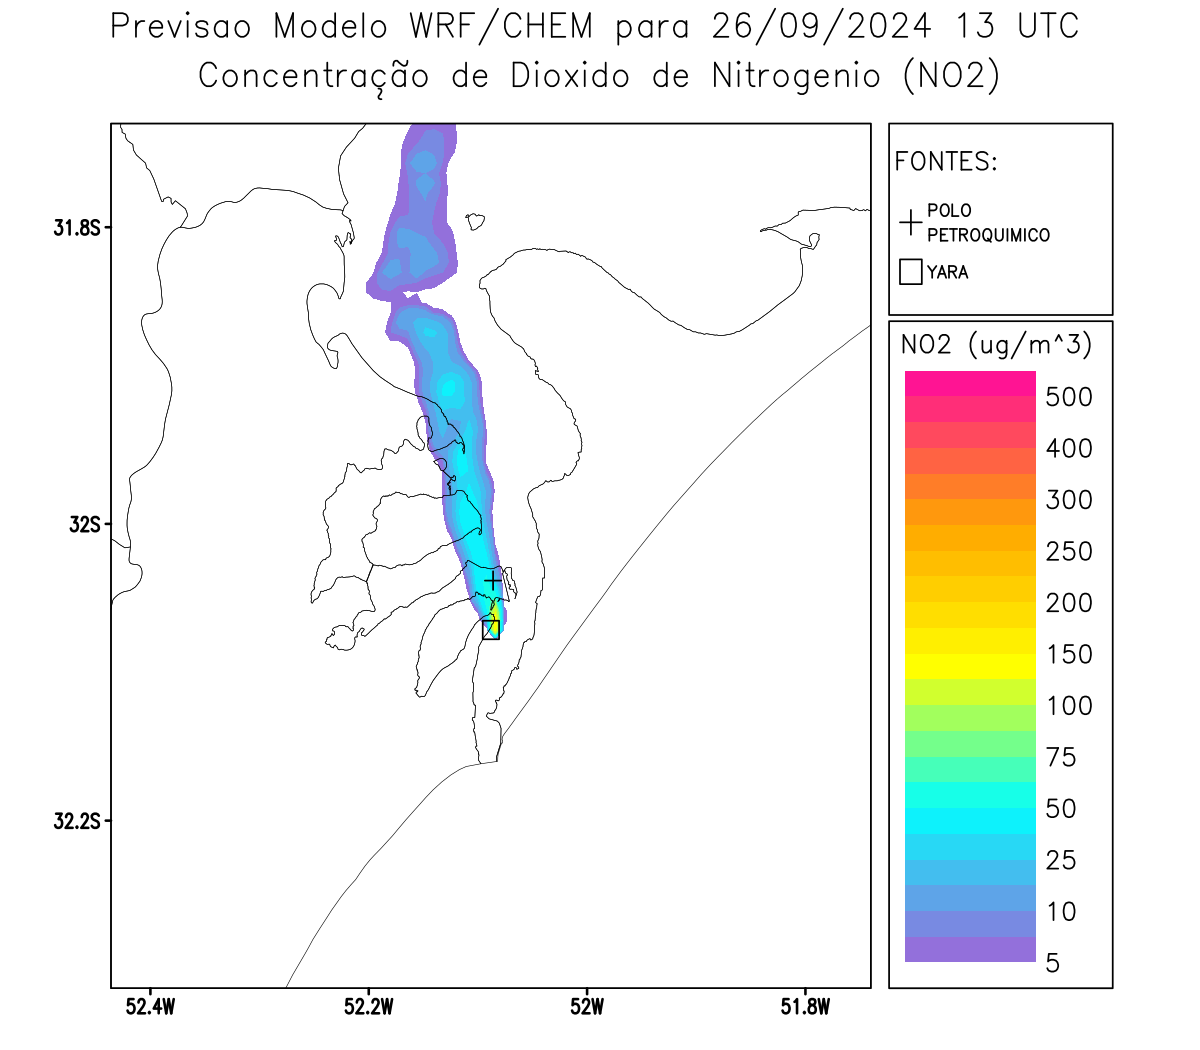 Previsao Modelo WRF/CHEM para 26/09/2024 13 UTC
Concentração de Dioxido de Nitrogenio (NO2)
FONTES:
POLO
PETROQUIMICO
YARA
NO2 (ug/m^3)
500
400
300
250
200
150
100
75
50
25
10
5
31.8S
32S
32.2S
52.4W
52.2W
52W
51.8W